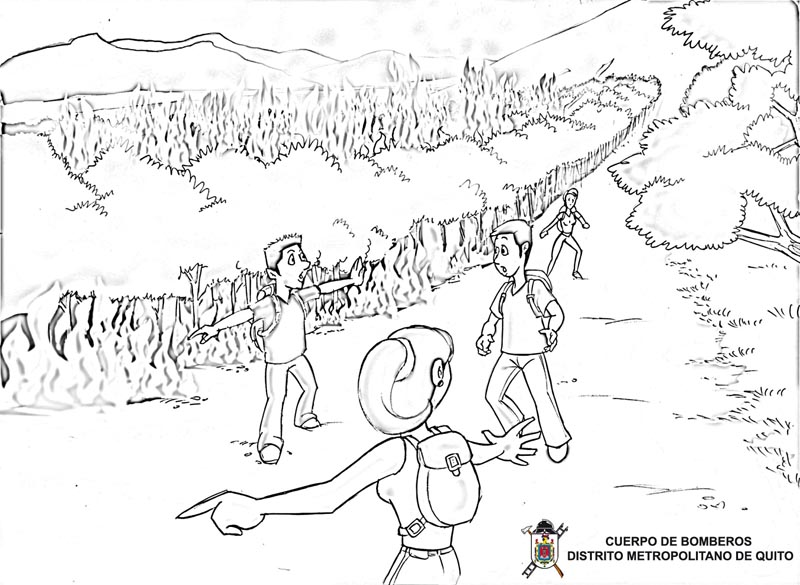 CUERPO DE BOMBEROS
DISTRITO METROPOLITANO DE QUITO